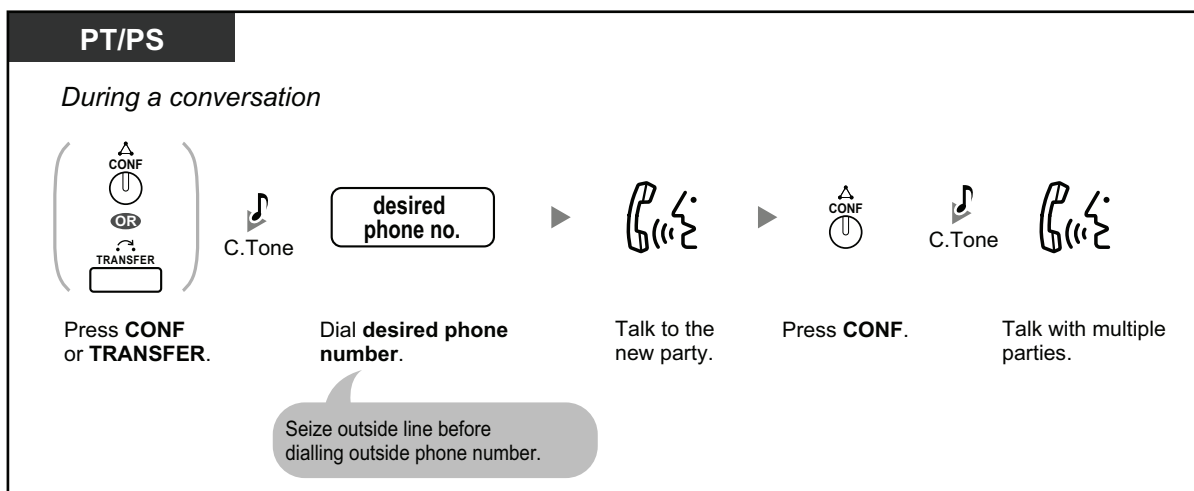 PT/PS
During a conversation
CONF
OR
TRANSFER
C.Tone
desired
phone no.
CONF
C.Tone
Press CONF
or TRANSFER.
Dial desired phone
number.
Talk to the
new party.
Press CONF.
Talk with multiple
parties.
Seize outside line before
dialling outside phone number.